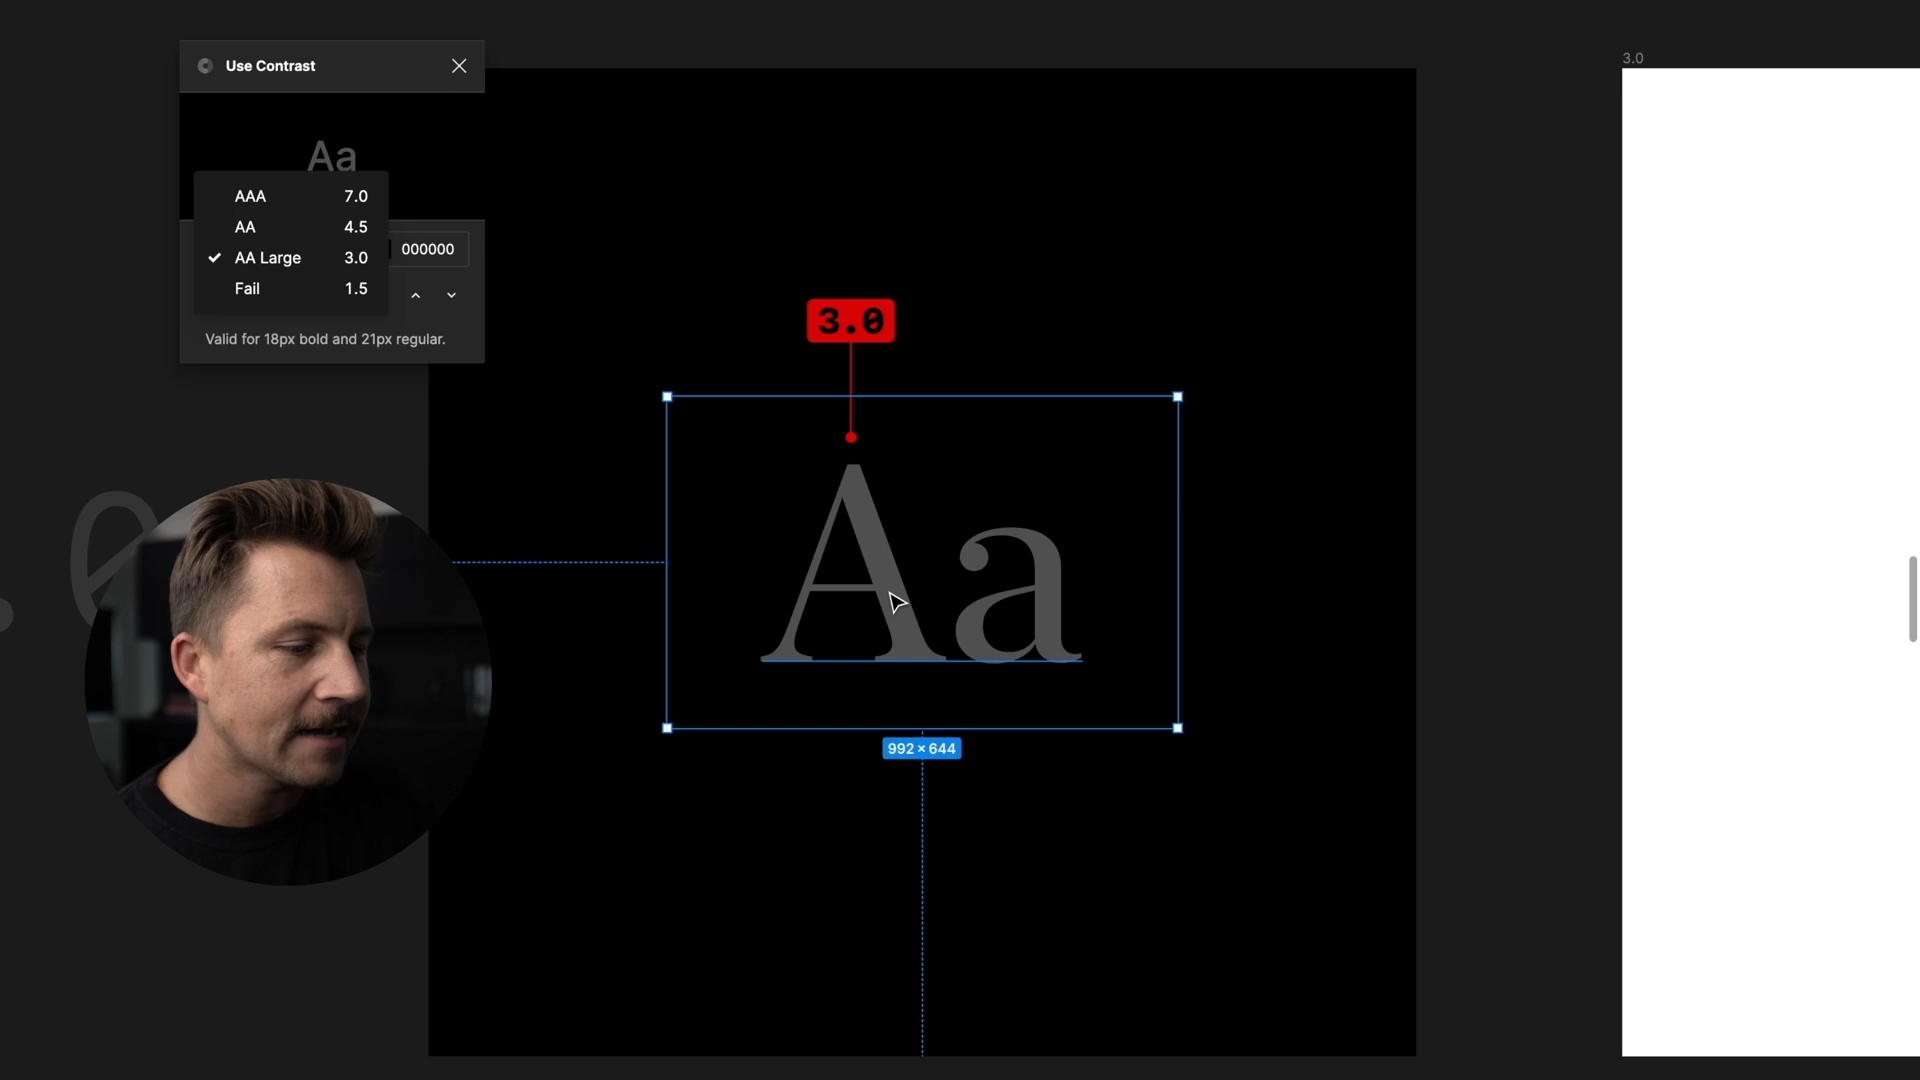 Use Contrast
3.0
Aa
AAA 7.0
AA 4.5
AA Large 3.0
000000
Fail 1.5
Valid for 18px bold and 21px regular.
3.0
Aa
992 × 644